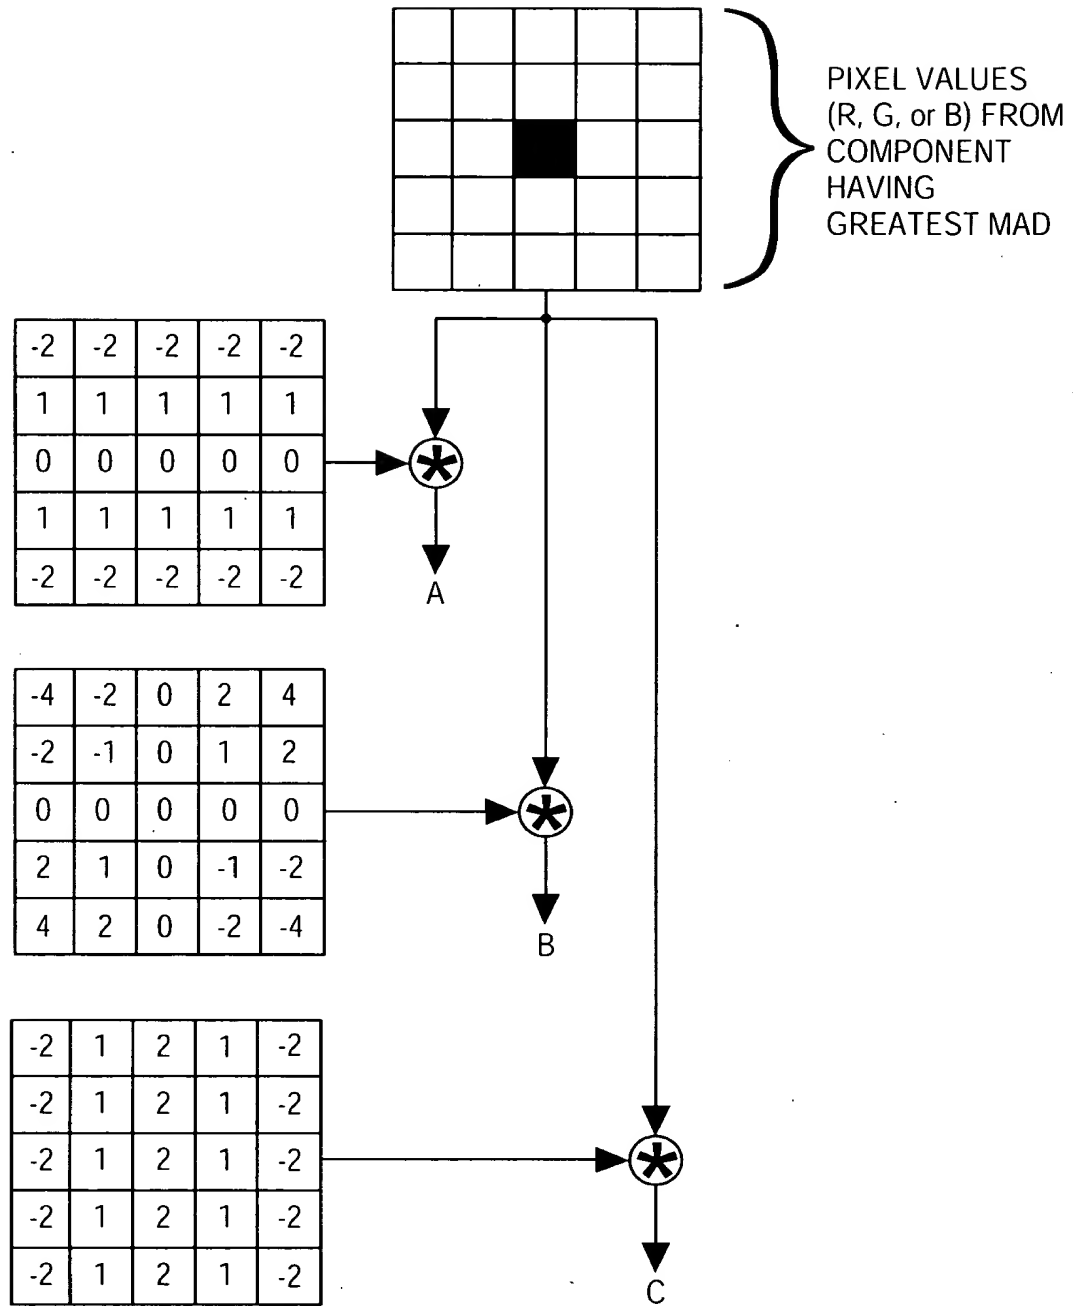 PIXEL VALUES
(R, G, or B) FROM
COMPONENT
HAVING
GREATEST MAD
-2 -2 -2 -2 -2
1 1 1 1 1
0 0 0 0 0
1 1 1 1 1
-2 -2 -2 -2 -2
*
A
-4 -2 0 2 4
-2 -1 0 1 2
0 0 0 0 0
2 1 0 -1 -2
4 2 0 -2 -4
*
B
-2 1 2 1 -2
-2 1 2 1 -2
-2 1 2 1 -2
-2 1 2 1 -2
-2 1 2 1 -2
*
C